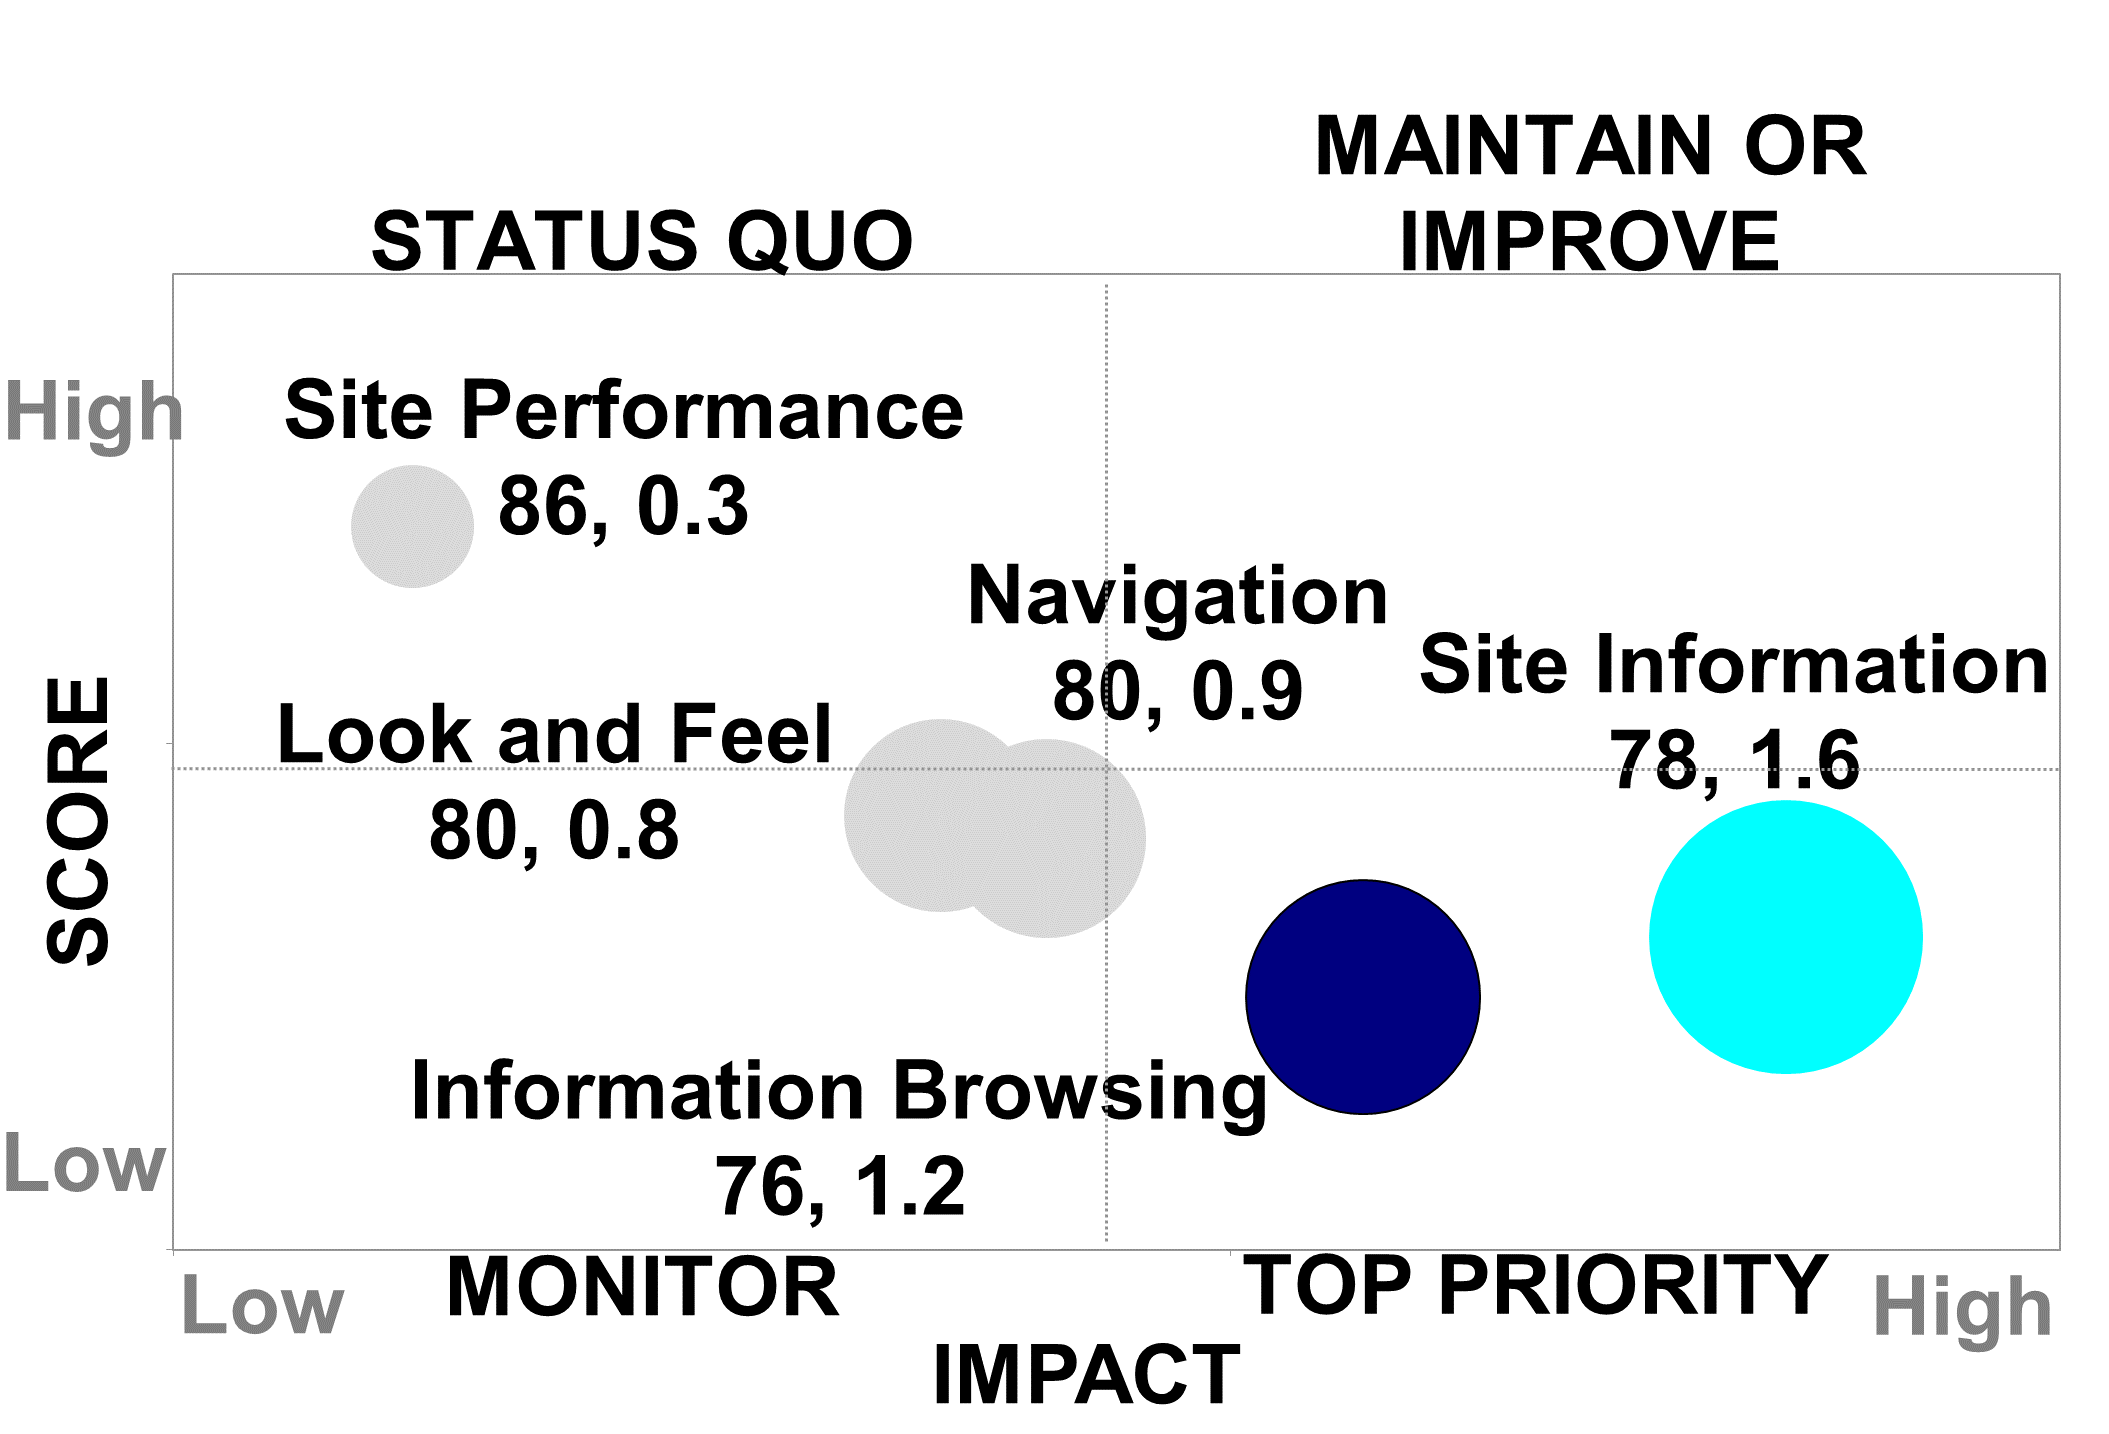 MAINTAIN OR
IMPROVE
STATUS QUO
High
Site Performance
86, 0.3
Navigation
80, 0.9
Site Information
78, 1.6
Look and Feel
80, 0.8
SCORE
Information Browsing
76, 1.2
Low
MONITOR
TOP PRIORITY
Low
High
IMPACT